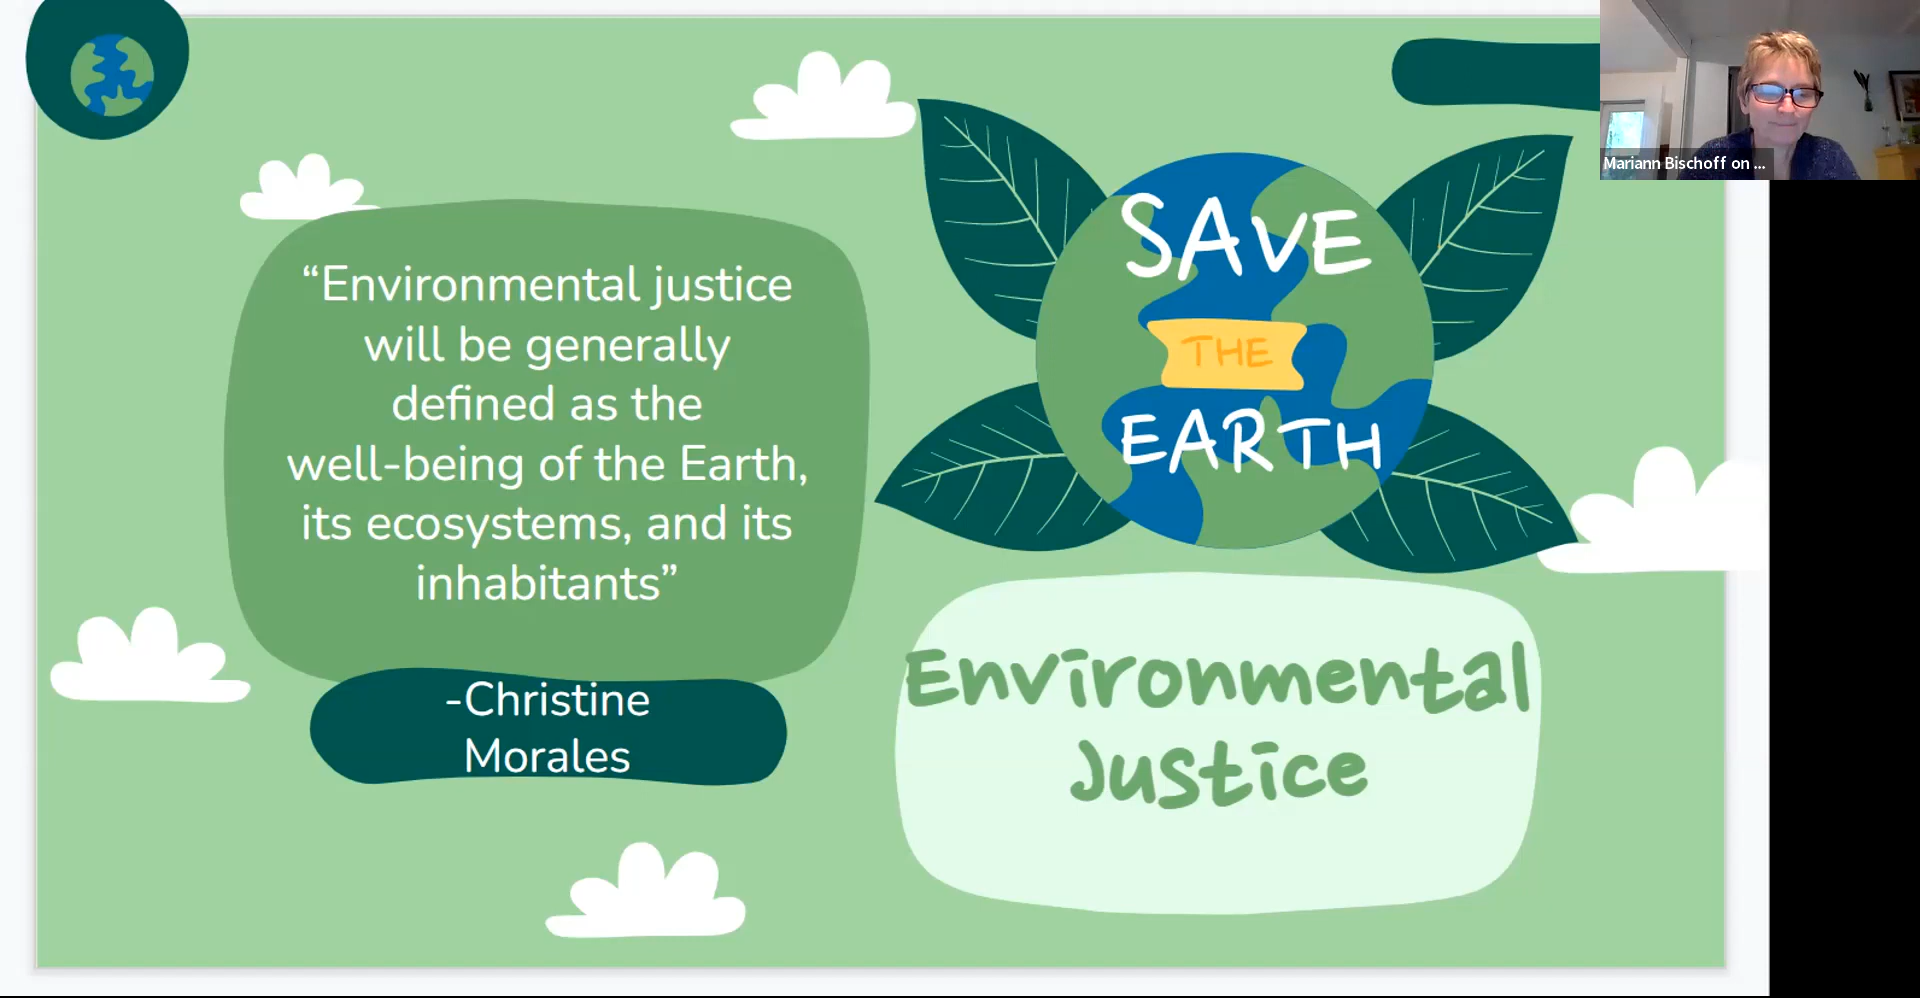 “Environmental justice
will be generally
defined as the
well-being of the Earth,
its ecosystems, and its
inhabitants”
-Christine
Morales
SAVE
THE
EARTH
Environmental
Justice
Mariann Bischoff on ...